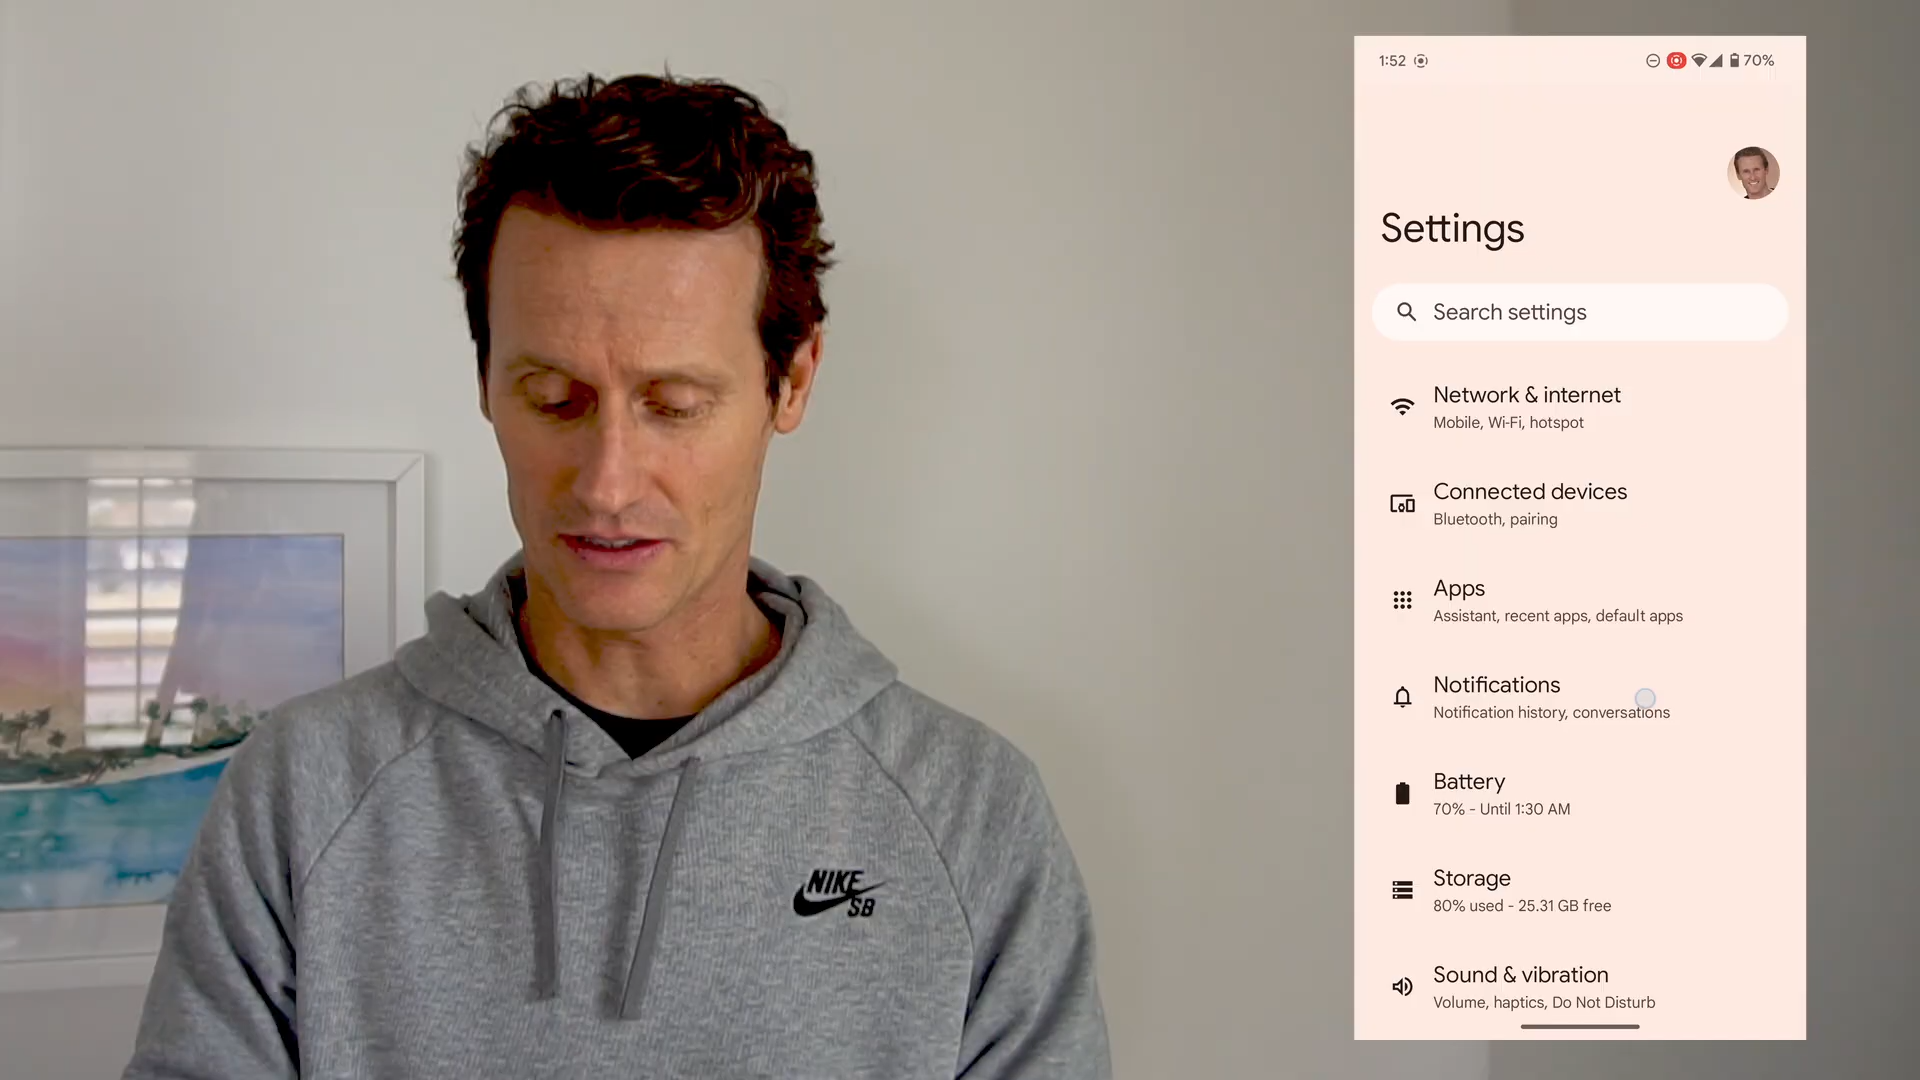 1:52
70%
Settings
Search settings
Network & internet
Mobile, Wi-Fi, hotspot
Connected devices
Bluetooth, pairing
Apps
Assistant, recent apps, default apps
Notifications
Notification history, conversations
Battery
70% - Until 1:30 AM
Storage
80% used - 25.31 GB free
Sound & vibration
Volume, haptics, Do Not Disturb
NIKE
SB